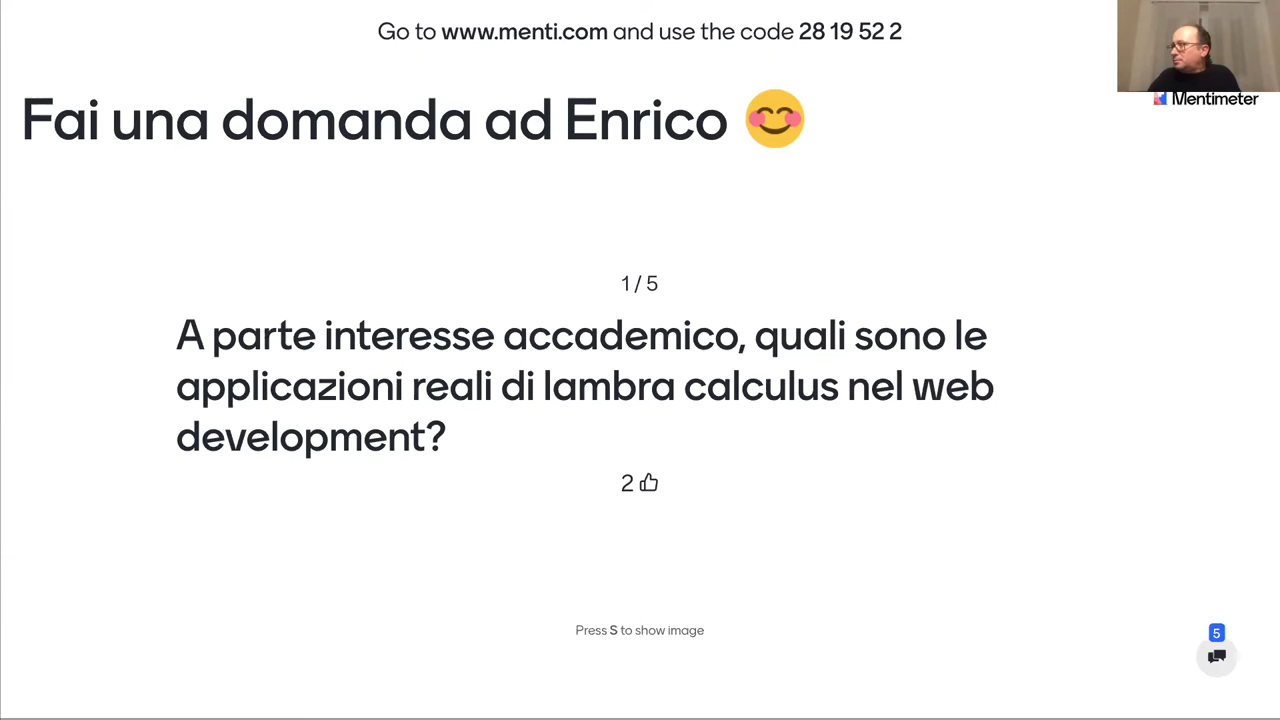 Go to www.menti.com and use the code 28 19 52 2
Mentimeter
Fai una domanda ad Enrico 😊
1 / 5
A parte interesse accademico, quali sono le
applicazioni reali di lambra calculus nel web
development?
2
Press S to show image
5